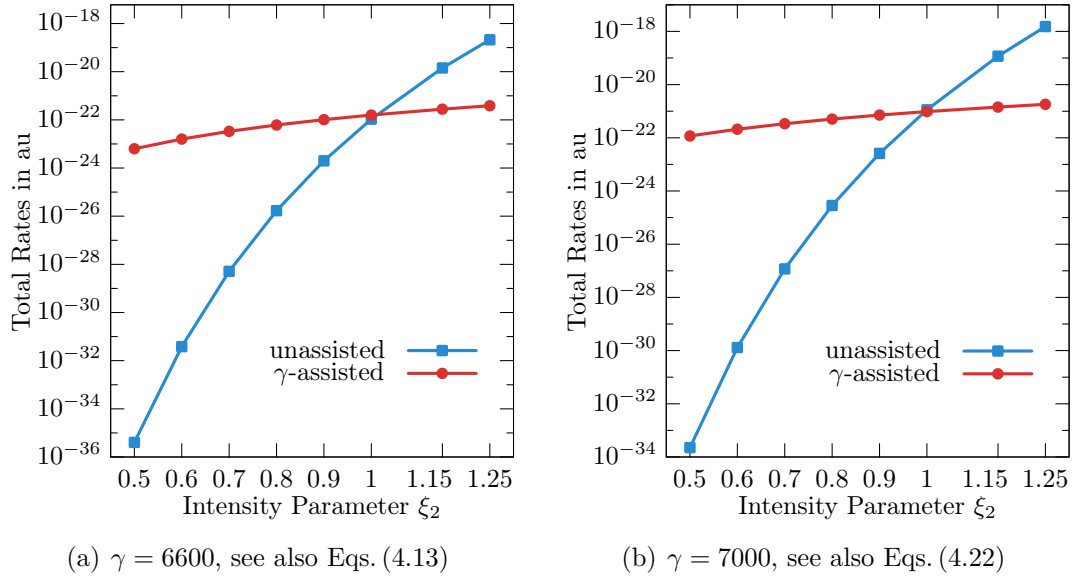 10⁻¹⁸
10⁻²⁰
10⁻²²
10⁻²⁴
10⁻²⁶
10⁻²⁸
10⁻³⁰
10⁻³²
10⁻³⁴
10⁻³⁶
Total Rates in au
unassisted
γ-assisted
0.5 0.6 0.7 0.8 0.9 1 1.15 1.25
Intensity Parameter ξ₂
(a) γ = 6600, see also Eqs. (4.13)
10⁻¹⁸
10⁻²⁰
10⁻²²
10⁻²⁴
10⁻²⁶
10⁻²⁸
10⁻³⁰
10⁻³²
10⁻³⁴
Total Rates in au
unassisted
γ-assisted
0.5 0.6 0.7 0.8 0.9 1 1.15 1.25
Intensity Parameter ξ₂
(b) γ = 7000, see also Eqs. (4.22)